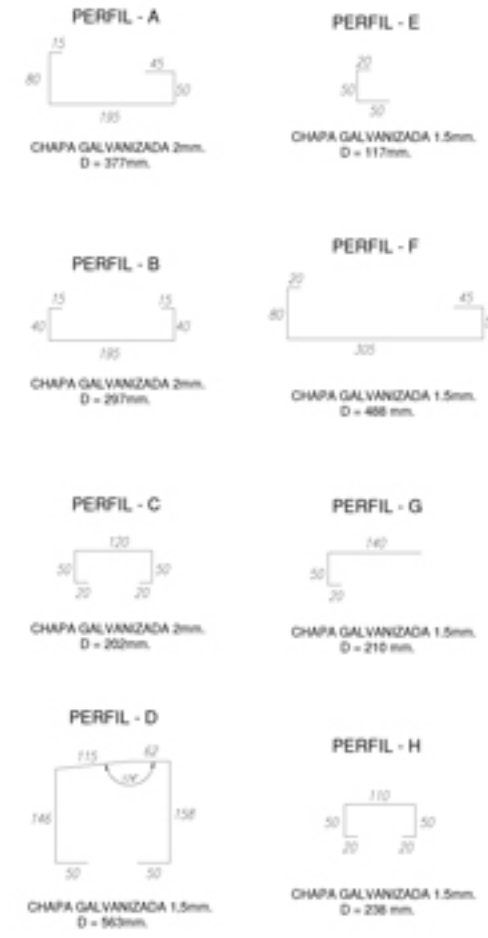 PERFIL - A
15
45
80
50
195
CHAPA GALVANIZADA 2mm.
D = 377mm.
PERFIL - E
20
50
50
CHAPA GALVANIZADA 1.5mm.
D = 117mm.
PERFIL - B
15
15
40
40
195
CHAPA GALVANIZADA 2mm.
D = 297mm.
PERFIL - F
20
45
80
305
CHAPA GALVANIZADA 1.5mm.
D = 488 mm.
PERFIL - C
120
50
50
20
20
CHAPA GALVANIZADA 2mm.
D = 202mm.
PERFIL - G
140
50
20
CHAPA GALVANIZADA 1.5mm.
D = 210 mm.
PERFIL - D
115
62
146
158
50
50
CHAPA GALVANIZADA 1.5mm.
D = 563mm.
PERFIL - H
110
50
50
20
20
CHAPA GALVANIZADA 1.5mm.
D = 238 mm.